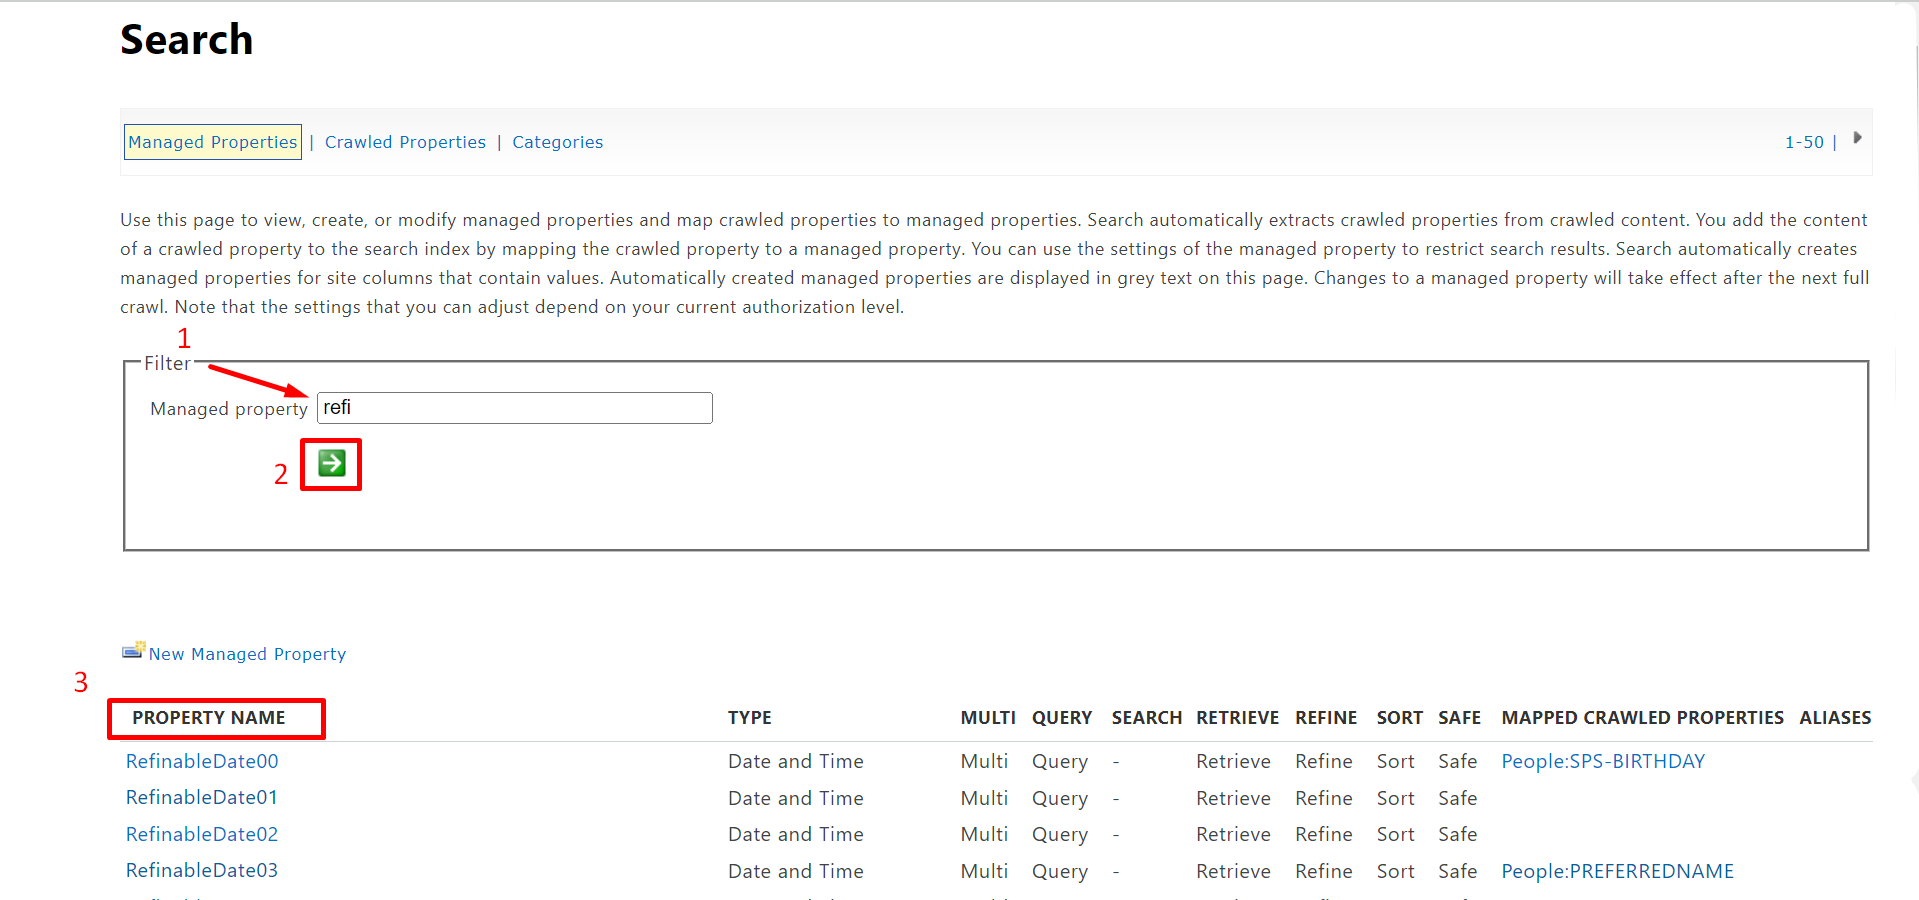 Search
Managed Properties | Crawled Properties | Categories 1-50 |
Use this page to view, create, or modify managed properties and map crawled properties to managed properties. Search automatically extracts crawled properties from crawled content. You add the content
of a crawled property to the search index by mapping the crawled property to a managed property. You can use the settings of the managed property to restrict search results. Search automatically creates
managed properties for site columns that contain values. Automatically created managed properties are displayed in grey text on this page. Changes to a managed property will take effect after the next full
crawl. Note that the settings that you can adjust depend on your current authorization level.
1
Filter
Managed property refi
2
New Managed Property
3
PROPERTY NAME TYPE MULTI QUERY SEARCH RETRIEVE REFINE SORT SAFE MAPPED CRAWLED PROPERTIES ALIASES
RefinableDate00 Date and Time Multi Query - Retrieve Refine Sort Safe People:SPS-BIRTHDAY
RefinableDate01 Date and Time Multi Query - Retrieve Refine Sort Safe
RefinableDate02 Date and Time Multi Query - Retrieve Refine Sort Safe
RefinableDate03 Date and Time Multi Query - Retrieve Refine Sort Safe People:PREFERREDNAME